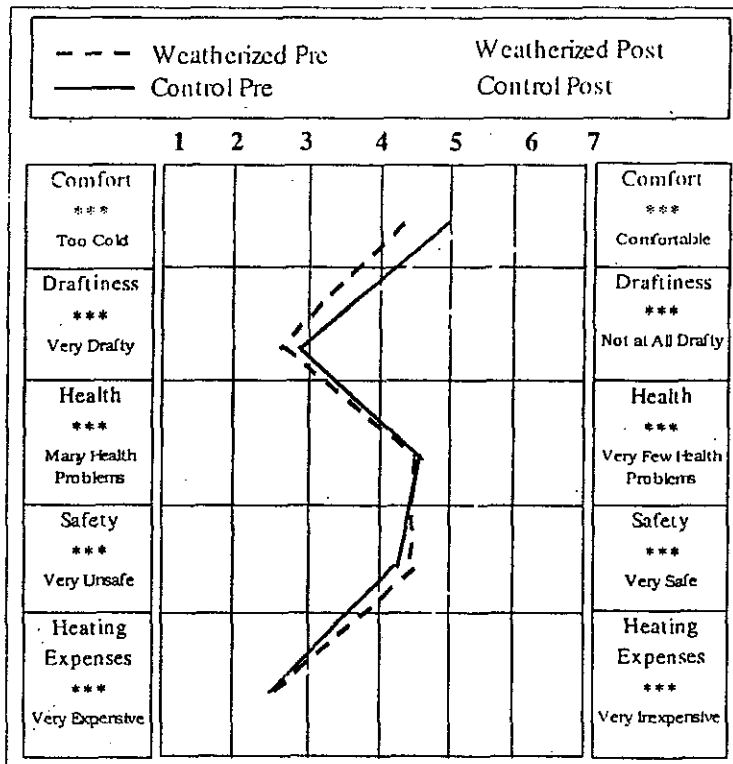 Weatherized Pre Weatherized Post
Control Pre Control Post
1 2 3 4 5 6 7
Comfort
***
Too Cold
Comfort
***
Comfortable
Draftiness
***
Very Drafty
Draftiness
***
Not at All Drafty
Health
***
Many Health
Problems
Health
***
Very Few Health
Problems
Safety
***
Very Unsafe
Safety
***
Very Safe
Heating
Expenses
***
Very Expensive
Heating
Expenses
***
Very Inexpensive